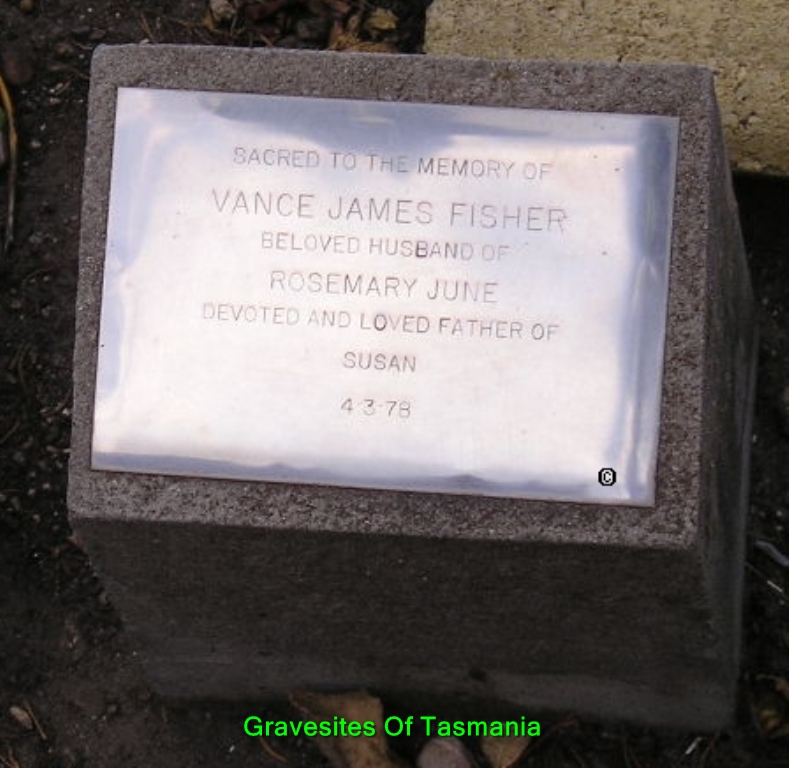 SACRED TO THE MEMORY OF
VANCE JAMES FISHER
BELOVED HUSBAND OF
ROSEMARY JUNE
DEVOTED AND LOVED FATHER OF
SUSAN
4-3-78
©
Gravesites Of Tasmania